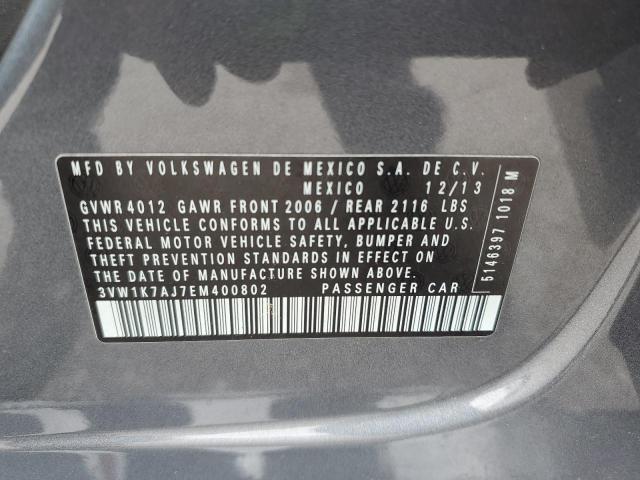 MFD BY VOLKSWAGEN DE MEXICO S.A. DE C.V.
MEXICO 12/13
GVWR 4012 GAWR FRONT 2006 / REAR 2116 LBS
THIS VEHICLE CONFORMS TO ALL APPLICABLE U.S.
FEDERAL MOTOR VEHICLE SAFETY, BUMPER AND
THEFT PREVENTION STANDARDS IN EFFECT ON
THE DATE OF MANUFACTURE SHOWN ABOVE.
3VW1K7AJ7EM400802 PASSENGER CAR
5146397 1018 M